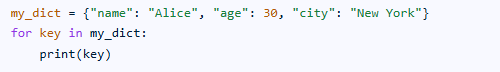 my_dict = {"name": "Alice", "age": 30, "city": "New York"}
for key in my_dict:
    print(key)